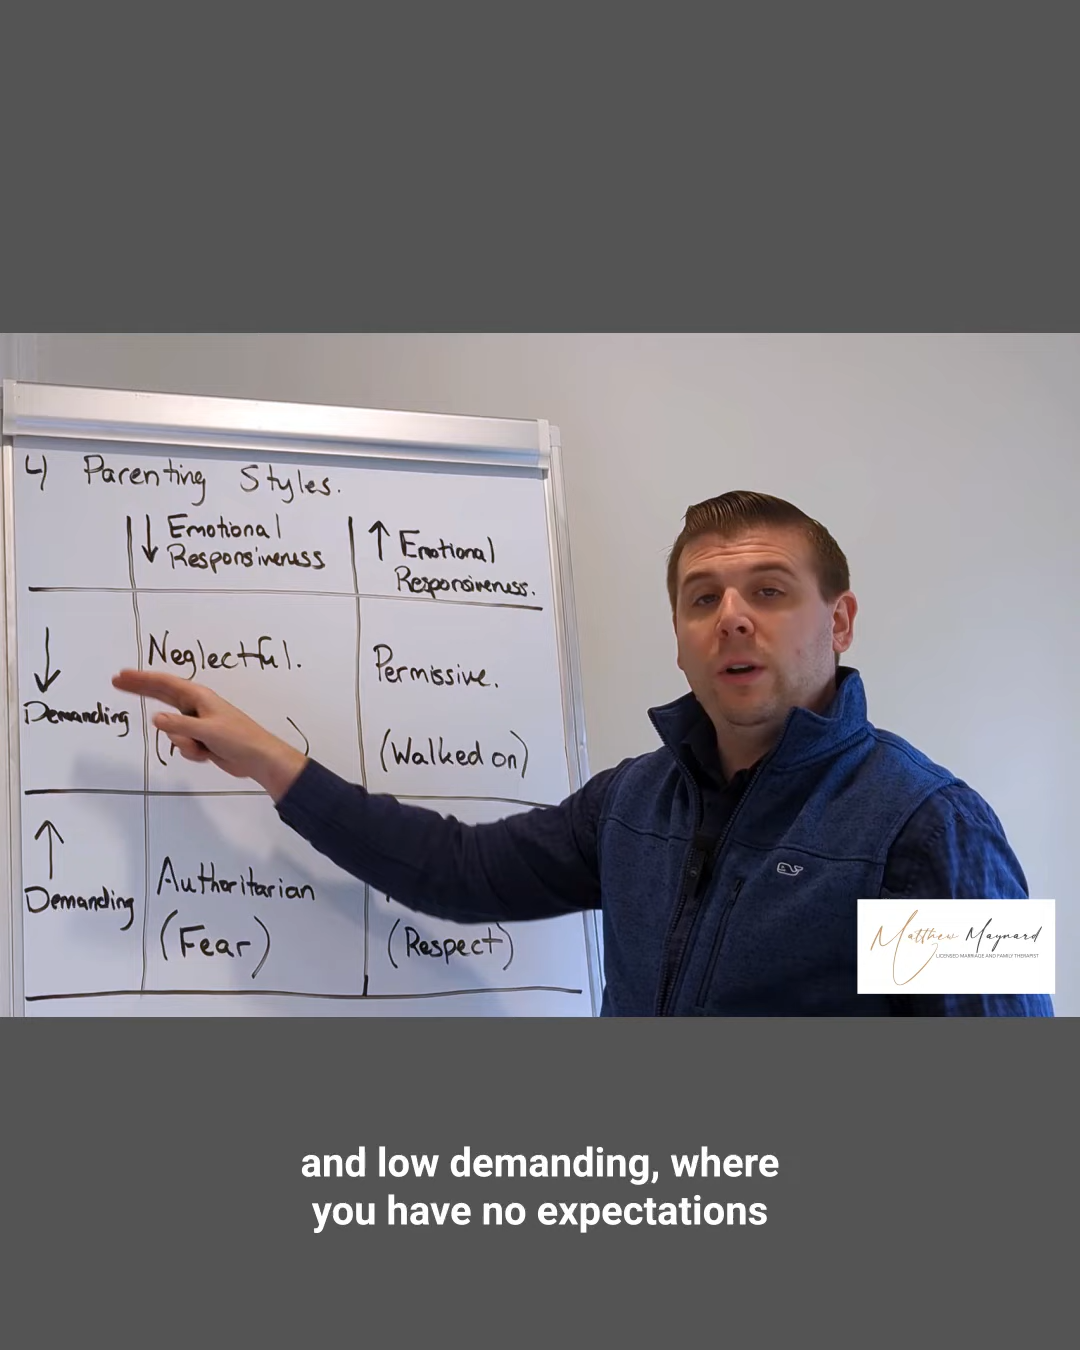 4 Parenting Styles.
↓ Emotional
Responsiveness
↑ Emotional
Responsiveness.
↓
Demanding
Neglectful.
Permissive.
(Walked on)
↑
Demanding
Authoritarian
(Fear)
(Respect)
Matthew Maynard
LICENSED MARRIAGE AND FAMILY THERAPIST
and low demanding, where
you have no expectations